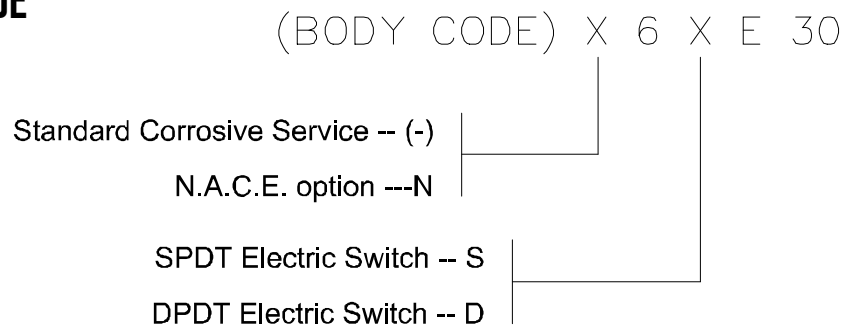 (BODY CODE) X 6 X E 30
Standard Corrosive Service -- (-)
N.A.C.E. option ---N
SPDT Electric Switch -- S
DPDT Electric Switch -- D